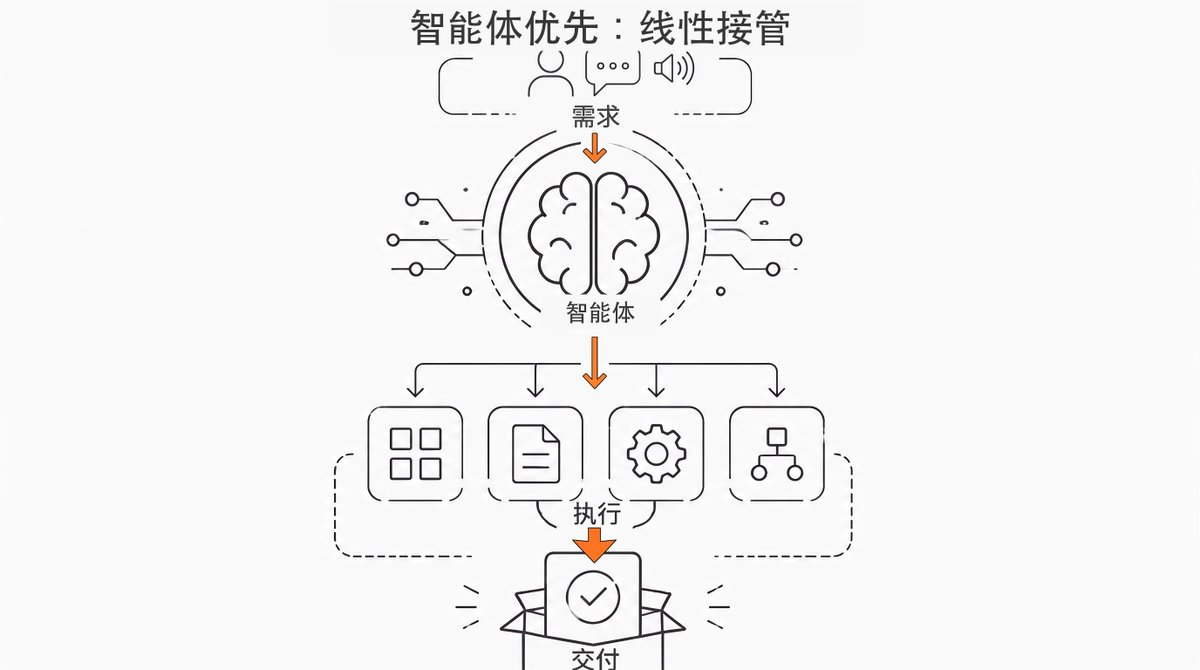 智能体优先：线性接管
需求
智能体
执行
交付